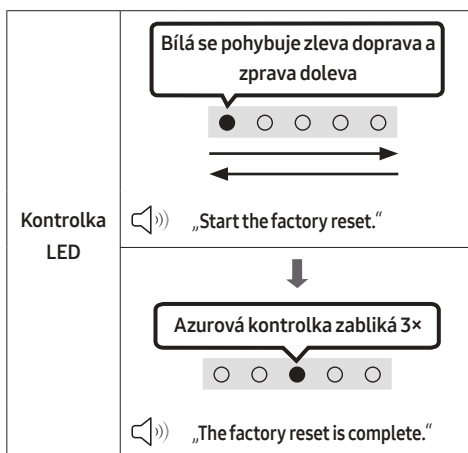 Bílá se pohybuje zleva doprava a
zprava doleva
„Start the factory reset.“
Kontrolka
LED
Azurová kontrolka zabliká 3×
„The factory reset is complete.“